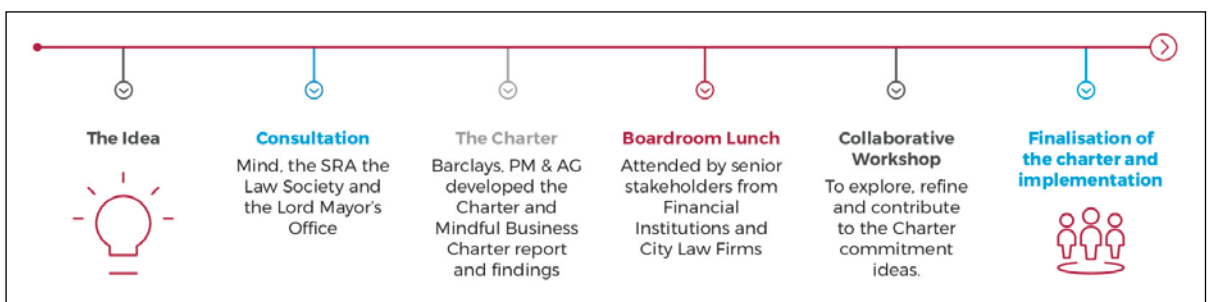 The Idea
Consultation
Mind, the SRA the
Law Society and
the Lord Mayor's
Office
The Charter
Barclays, PM & AG
developed the
Charter and
Mindful Business
Charter report
and findings
Boardroom Lunch
Attended by senior
stakeholders from
Financial
Institutions and
City Law Firms
Collaborative
Workshop
To explore, refine
and contribute
to the Charter
commitment
ideas.
Finalisation of
the charter and
implementation